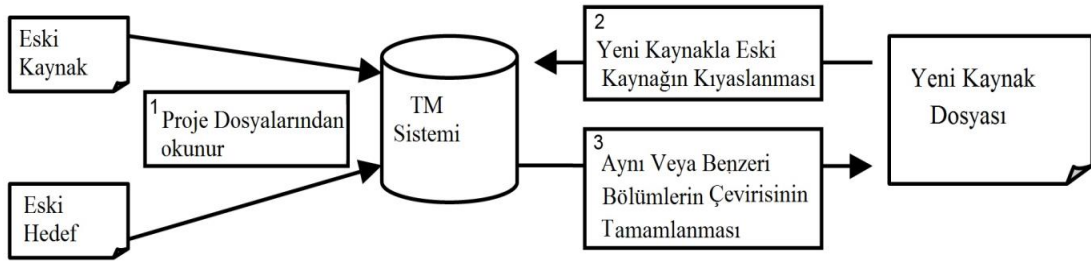 Eski
Kaynak
1
Proje Dosyalarından
okunur
Eski
Hedef
TM
Sistemi
2
Yeni Kaynakla Eski
Kaynağın Kıyaslanması
3
Aynı Veya Benzeri
Bölümlerin Çevirisinin
Tamamlanması
Yeni Kaynak
Dosyası